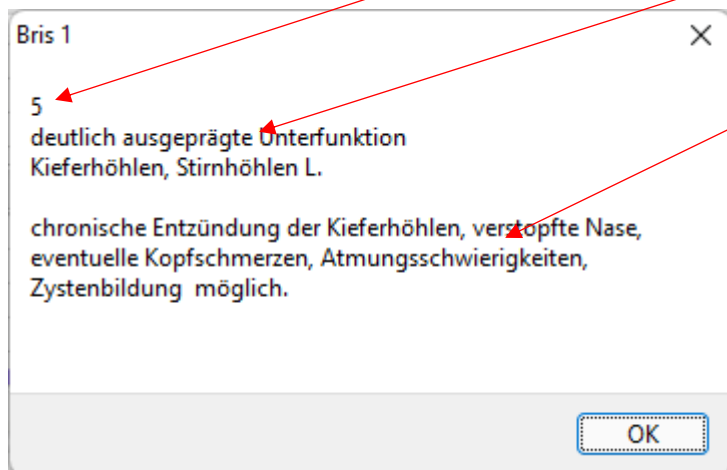 Bris 1
5
deutlich ausgeprägte Unterfunktion
Kieferhöhlen, Stirnhöhlen L.
chronische Entzündung der Kieferhöhlen, verstopfte Nase,
eventuelle Kopfschmerzen, Atmungsschwierigkeiten,
Zystenbildung  möglich.
OK